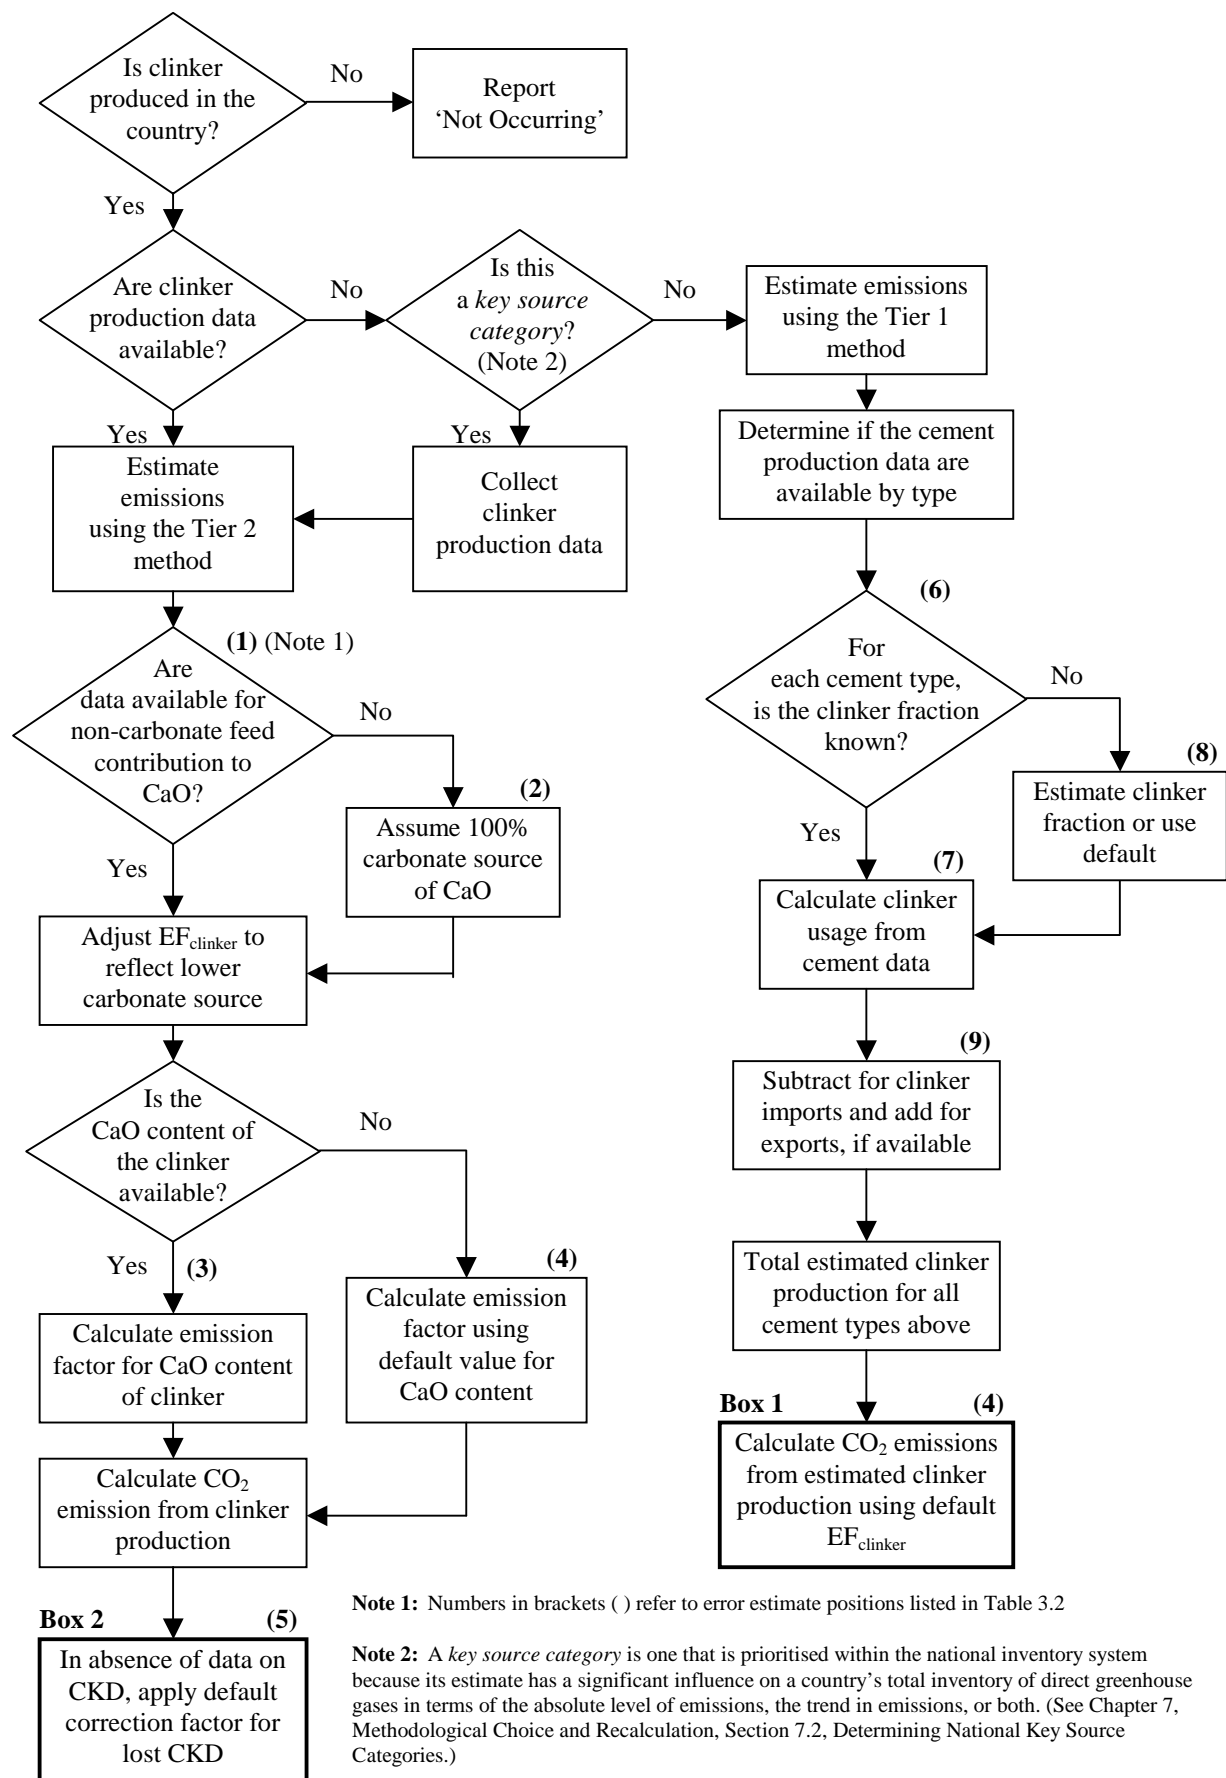 Is clinker
produced in the
country?
No
Report
‘Not Occurring’
Yes
Are clinker
production data
available?
No
Is this
a key source
category?
(Note 2)
No
Estimate emissions
using the Tier 1
method
Yes
Yes
Estimate
emissions
using the Tier 2
method
Collect
clinker
production data
Determine if the cement
production data are
available by type
(1) (Note 1)
Are
data available for
non-carbonate feed
contribution to
CaO?
No
Yes
(2)
Assume 100%
carbonate source
of CaO
Adjust EFclinker to
reflect lower
carbonate source
Is the
CaO content of
the clinker
available?
No
Yes
(3)
Calculate emission
factor for CaO content
of clinker
(4)
Calculate emission
factor using
default value for
CaO content
Calculate CO2
emission from clinker
production
Box 2
(5)
In absence of data on
CKD, apply default
correction factor for
lost CKD
(6)
For
each cement type,
is the clinker fraction
known?
No
Yes
(8)
Estimate clinker
fraction or use
default
(7)
Calculate clinker
usage from
cement data
(9)
Subtract for clinker
imports and add for
exports, if available
Total estimated clinker
production for all
cement types above
Box 1
(4)
Calculate CO2 emissions
from estimated clinker
production using default
EFclinker
Note 1: Numbers in brackets ( ) refer to error estimate positions listed in Table 3.2
Note 2: A key source category is one that is prioritised within the national inventory system
because its estimate has a significant influence on a country’s total inventory of direct greenhouse
gases in terms of the absolute level of emissions, the trend in emissions, or both. (See Chapter 7,
Methodological Choice and Recalculation, Section 7.2, Determining National Key Source
Categories.)